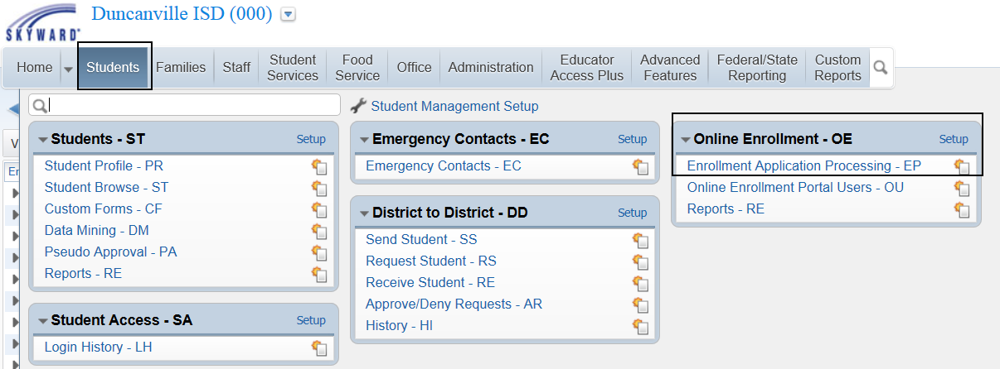 Duncanville ISD (000)
SKYWARD
Home
Students
Families
Staff
Student
Services
Food
Service
Office
Administration
Educator
Access Plus
Advanced
Features
Federal/State
Reporting
Custom
Reports
Student Management Setup
Students - ST Setup
Student Profile - PR
Student Browse - ST
Custom Forms - CF
Data Mining - DM
Pseudo Approval - PA
Reports - RE
Student Access - SA Setup
Login History - LH
Emergency Contacts - EC Setup
Emergency Contacts - EC
District to District - DD Setup
Send Student - SS
Request Student - RS
Receive Student - RE
Approve/Deny Requests - AR
History - HI
Online Enrollment - OE Setup
Enrollment Application Processing - EP
Online Enrollment Portal Users - OU
Reports - RE